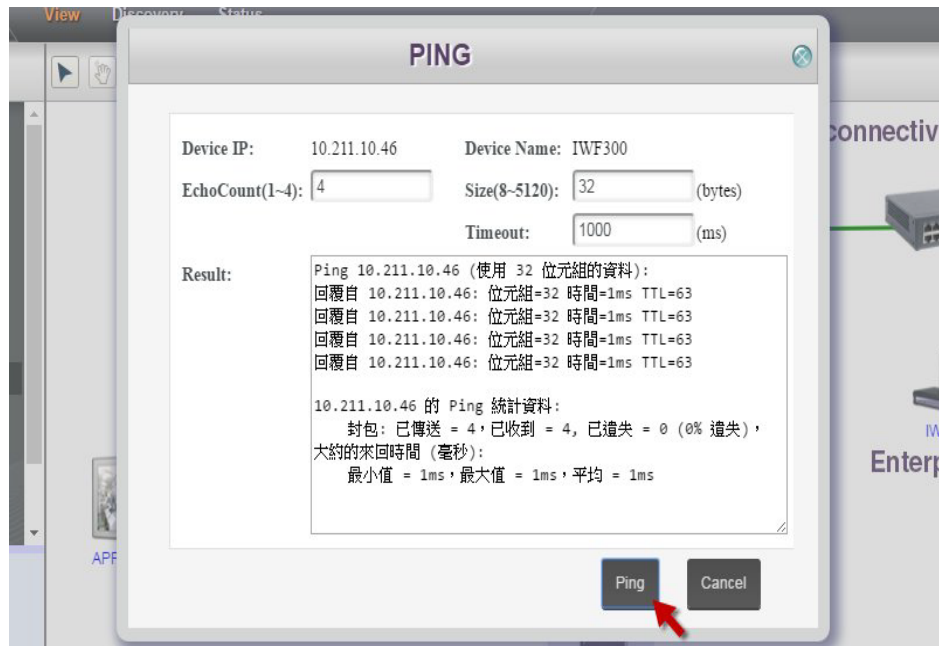 View Discovery Status
PING
connectiv
Device IP: 10.211.10.46 Device Name: IWF300
EchoCount(1~4): 4 Size(8~5120): 32 (bytes)
Timeout: 1000 (ms)
Result:
Ping 10.211.10.46 (使用 32 位元組的資料):
回覆自 10.211.10.46: 位元組=32 時間=1ms TTL=63
回覆自 10.211.10.46: 位元組=32 時間=1ms TTL=63
回覆自 10.211.10.46: 位元組=32 時間=1ms TTL=63
回覆自 10.211.10.46: 位元組=32 時間=1ms TTL=63
10.211.10.46 的 Ping 統計資料:
封包: 已傳送 = 4，已收到 = 4, 已遺失 = 0 (0% 遺失)，
大約的來回時間 (毫秒):
最小值 = 1ms，最大值 = 1ms，平均 = 1ms
IW
Enterp
APF
Ping Cancel